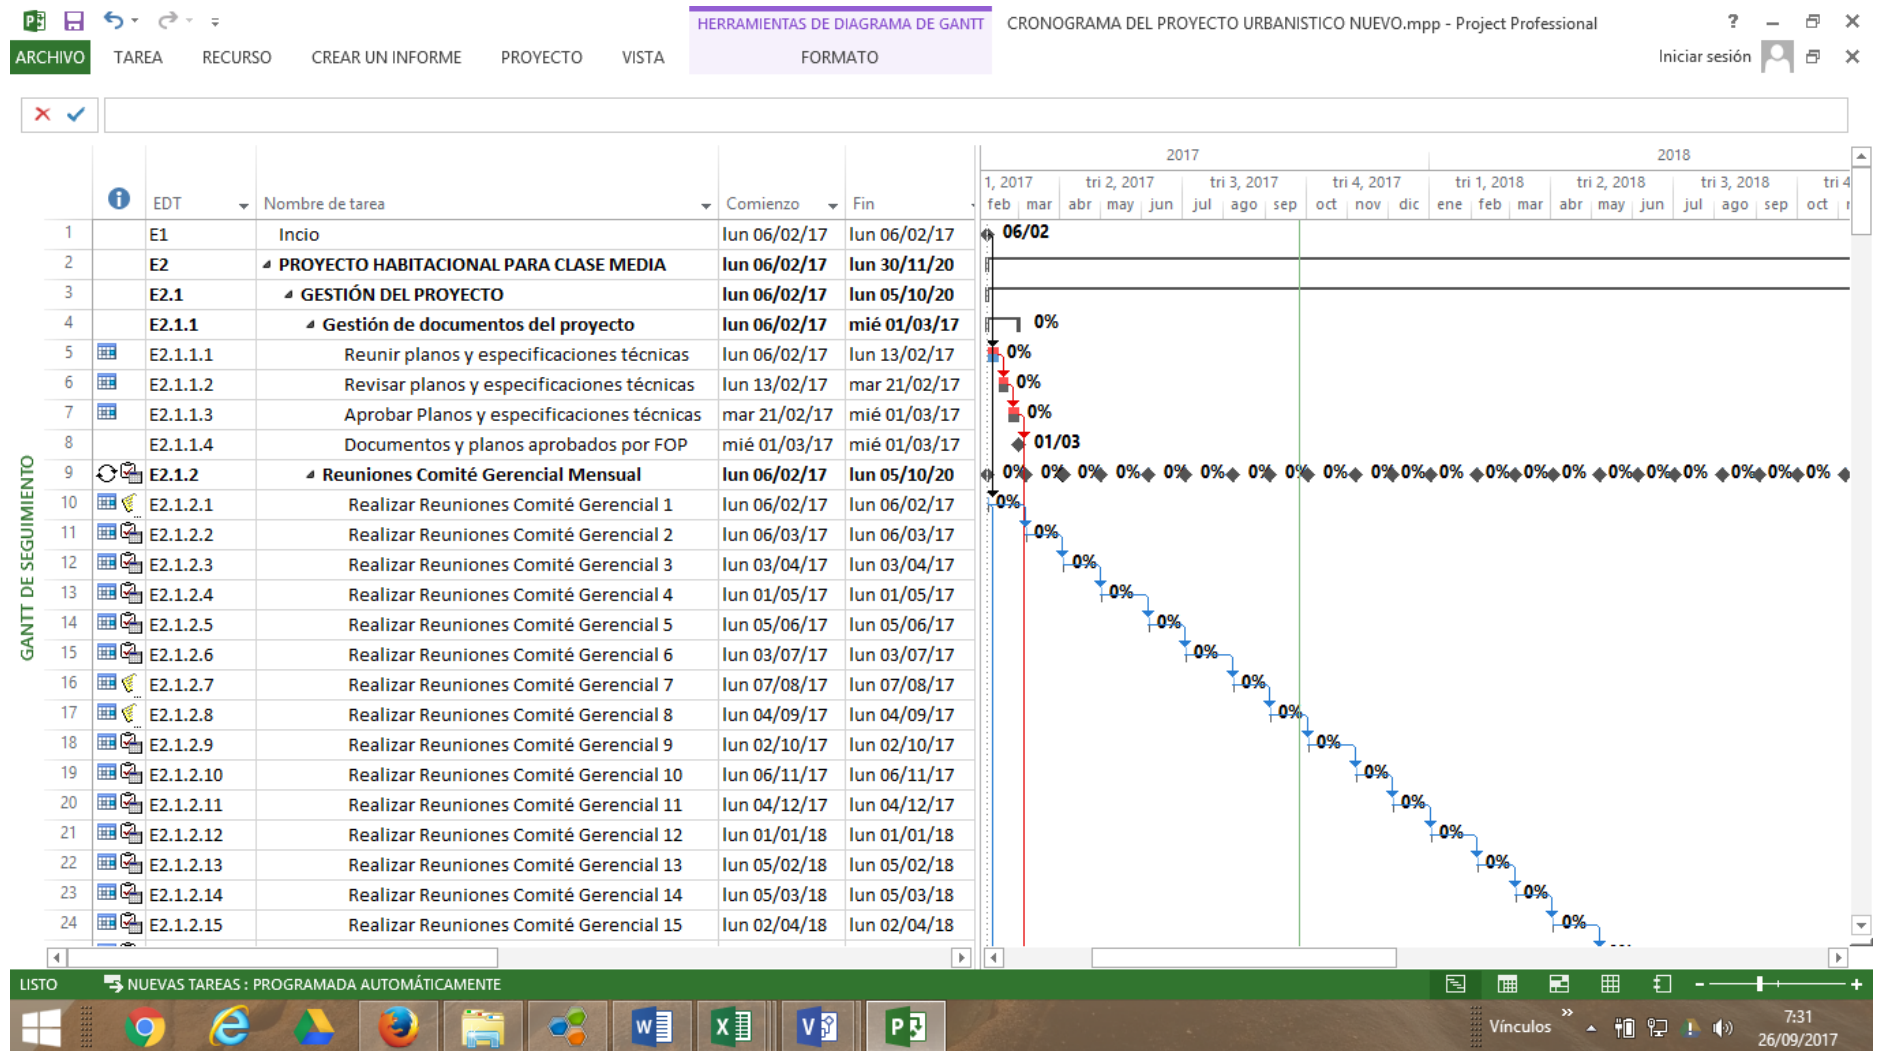 HERRAMIENTAS DE DIAGRAMA DE GANTT CRONOGRAMA DEL PROYECTO URBANISTICO NUEVO.mpp - Project Professional ?
ARCHIVO TAREA RECURSO CREAR UN INFORME PROYECTO VISTA FORMATO Iniciar sesión
2017 2018
1, 2017 tri 2, 2017 tri 3, 2017 tri 4, 2017 tri 1, 2018 tri 2, 2018 tri 3, 2018 tri 4
EDT Nombre de tarea Comienzo Fin feb mar abr may jun jul ago sep oct nov dic ene feb mar abr may jun jul ago sep oct
1 E1 Incio lun 06/02/17 lun 06/02/17 06/02
2 E2 PROYECTO HABITACIONAL PARA CLASE MEDIA lun 06/02/17 lun 30/11/20
3 E2.1 GESTIÓN DEL PROYECTO lun 06/02/17 lun 05/10/20
4 E2.1.1 Gestión de documentos del proyecto lun 06/02/17 mié 01/03/17 0%
5 E2.1.1.1 Reunir planos y especificaciones técnicas lun 06/02/17 lun 13/02/17 0%
6 E2.1.1.2 Revisar planos y especificaciones técnicas lun 13/02/17 mar 21/02/17 0%
7 E2.1.1.3 Aprobar Planos y especificaciones técnicas mar 21/02/17 mié 01/03/17 0%
8 E2.1.1.4 Documentos y planos aprobados por FOP mié 01/03/17 mié 01/03/17 01/03
9 E2.1.2 Reuniones Comité Gerencial Mensual lun 06/02/17 lun 05/10/20 0% 0% 0% 0% 0% 0% 0% 0% 0% 0% 0% 0% 0% 0% 0% 0% 0% 0% 0%
10 E2.1.2.1 Realizar Reuniones Comité Gerencial 1 lun 06/02/17 lun 06/02/17 0%
11 E2.1.2.2 Realizar Reuniones Comité Gerencial 2 lun 06/03/17 lun 06/03/17 0%
12 E2.1.2.3 Realizar Reuniones Comité Gerencial 3 lun 03/04/17 lun 03/04/17 0%
13 E2.1.2.4 Realizar Reuniones Comité Gerencial 4 lun 01/05/17 lun 01/05/17 0%
14 E2.1.2.5 Realizar Reuniones Comité Gerencial 5 lun 05/06/17 lun 05/06/17 0%
15 E2.1.2.6 Realizar Reuniones Comité Gerencial 6 lun 03/07/17 lun 03/07/17 0%
16 E2.1.2.7 Realizar Reuniones Comité Gerencial 7 lun 07/08/17 lun 07/08/17 0%
17 E2.1.2.8 Realizar Reuniones Comité Gerencial 8 lun 04/09/17 lun 04/09/17 0%
18 E2.1.2.9 Realizar Reuniones Comité Gerencial 9 lun 02/10/17 lun 02/10/17 0%
19 E2.1.2.10 Realizar Reuniones Comité Gerencial 10 lun 06/11/17 lun 06/11/17 0%
20 E2.1.2.11 Realizar Reuniones Comité Gerencial 11 lun 04/12/17 lun 04/12/17 0%
21 E2.1.2.12 Realizar Reuniones Comité Gerencial 12 lun 01/01/18 lun 01/01/18 0%
22 E2.1.2.13 Realizar Reuniones Comité Gerencial 13 lun 05/02/18 lun 05/02/18 0%
23 E2.1.2.14 Realizar Reuniones Comité Gerencial 14 lun 05/03/18 lun 05/03/18 0%
24 E2.1.2.15 Realizar Reuniones Comité Gerencial 15 lun 02/04/18 lun 02/04/18 0%
GANTT DE SEGUIMIENTO
LISTO NUEVAS TAREAS : PROGRAMADA AUTOMÁTICAMENTE
Vínculos 7:31
26/09/2017